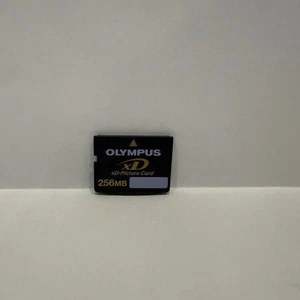 OLYMPUS
xD
xD-Picture Card
256MB